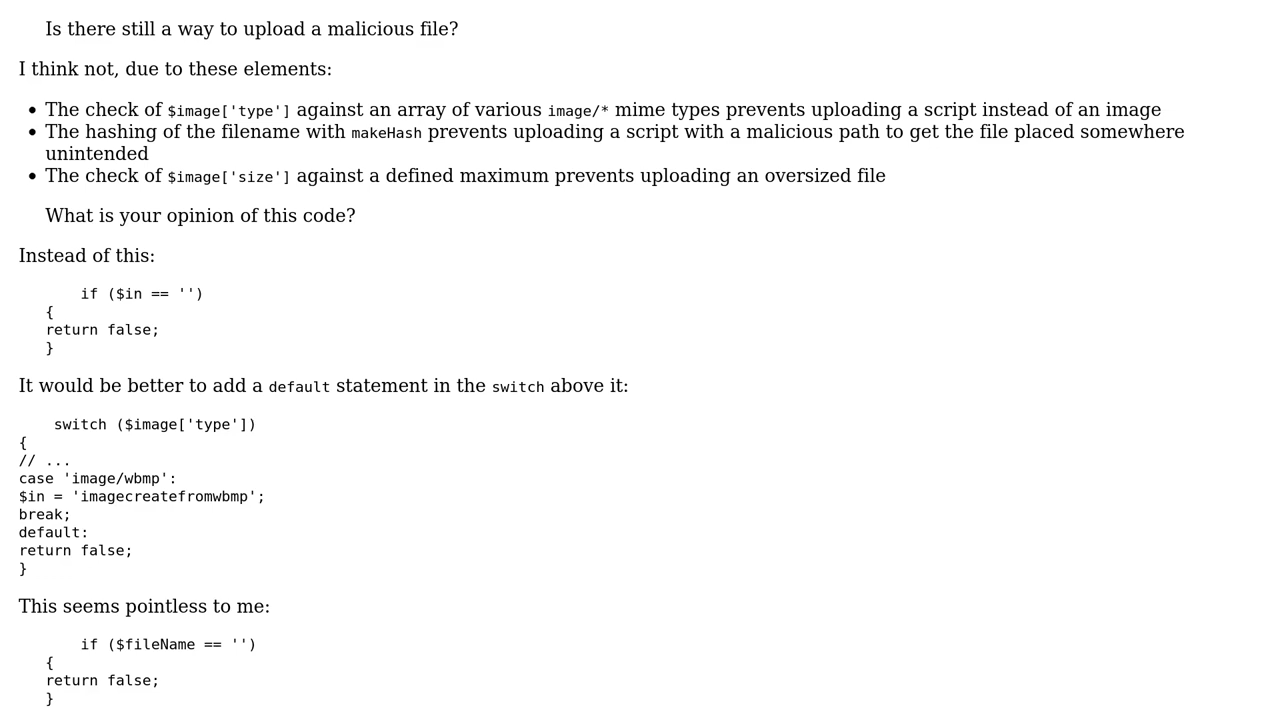 Is there still a way to upload a malicious file?
I think not, due to these elements:
• The check of $image['type'] against an array of various image/* mime types prevents uploading a script instead of an image
• The hashing of the filename with makeHash prevents uploading a script with a malicious path to get the file placed somewhere
unintended
• The check of $image['size'] against a defined maximum prevents uploading an oversized file
What is your opinion of this code?
Instead of this:
if ($in == '')
{
return false;
}
It would be better to add a default statement in the switch above it:
switch ($image['type'])
{
// ...
case 'image/wbmp':
$in = 'imagecreatefromwbmp';
break;
default:
return false;
}
This seems pointless to me:
if ($fileName == '')
{
return false;
}